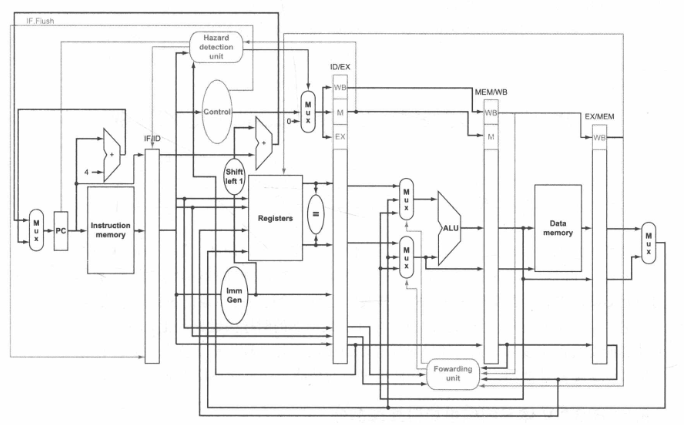 IF.Flush
Hazard
detection
unit
ID/EX
WB
MEM/WB
Control
M
u
x
0
M
WB
EX/MEM
IF/ID
+
EX
M
WB
+
4
Shift
left 1
M
u
x
PC
Instruction
memory
Registers
=
M
u
x
ALU
Data
memory
M
u
x
M
u
x
Imm
Gen
Fowarding
unit